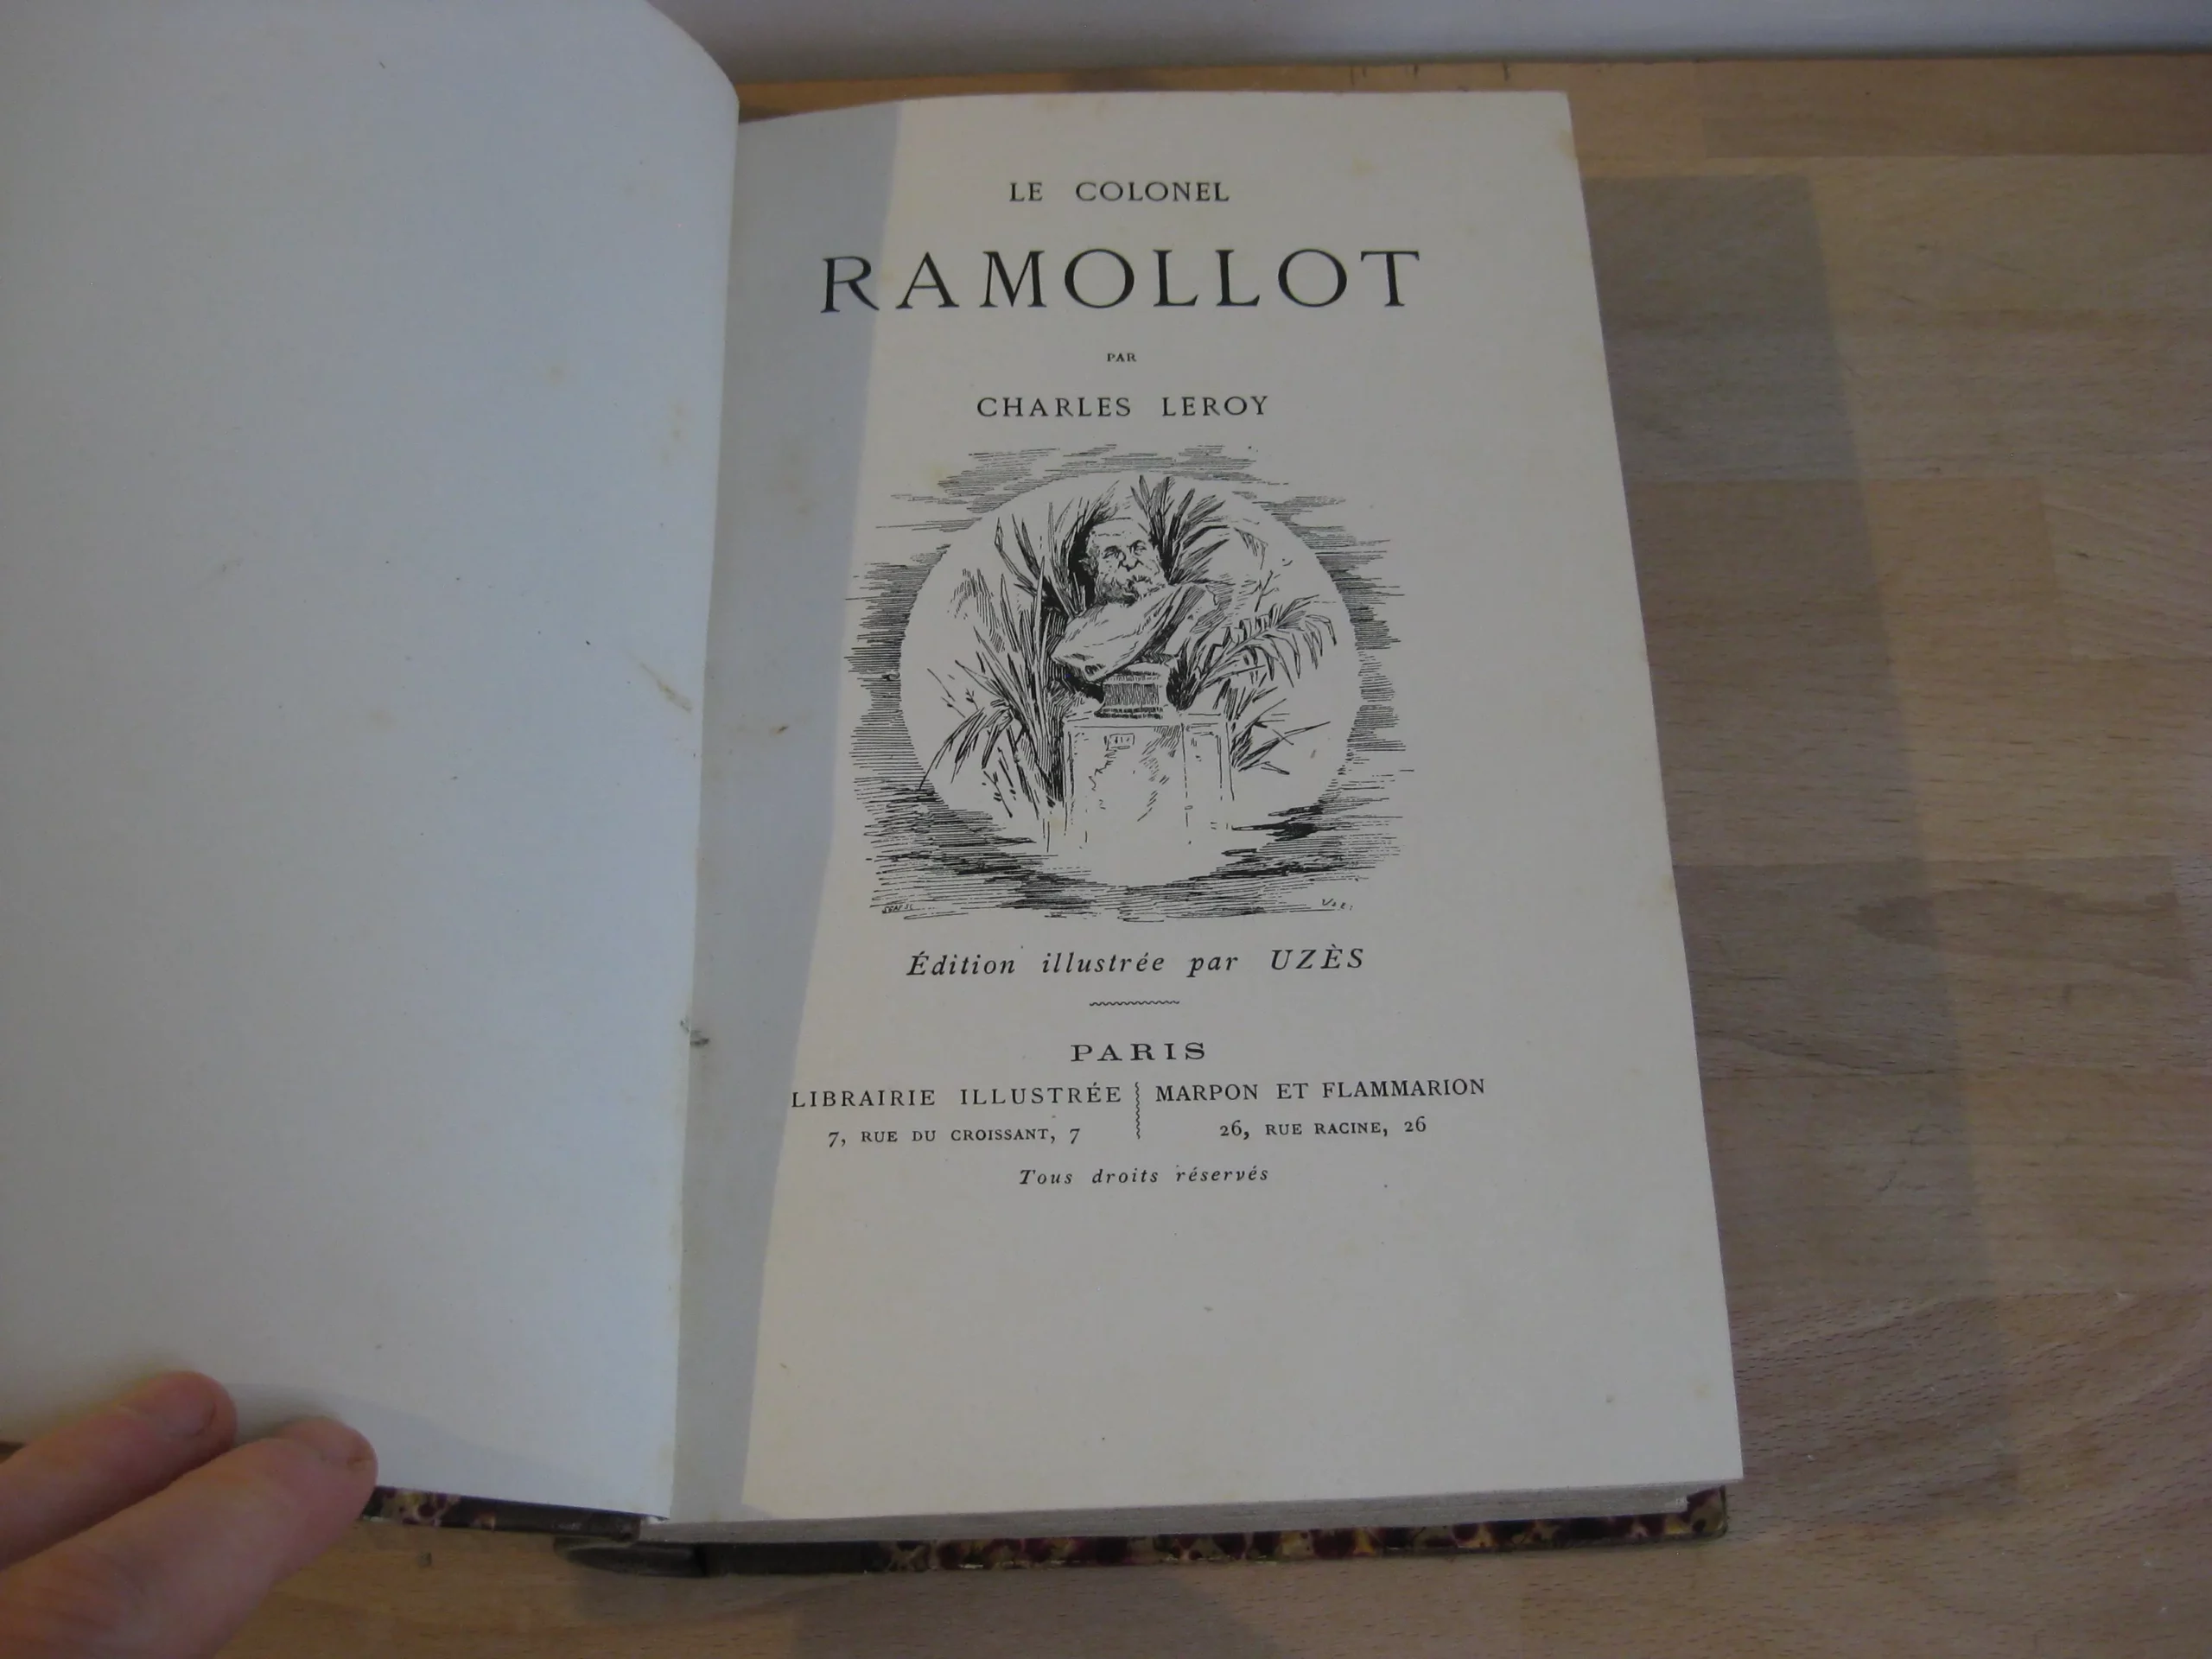 LE COLONEL
RAMOLLOT
PAR
CHARLES LEROY
Édition illustrée par UZÈS
PARIS
LIBRAIRIE ILLUSTRÉE
7, RUE DU CROISSANT, 7
MARPON ET FLAMMARION
26, RUE RACINE, 26
Tous droits réservés